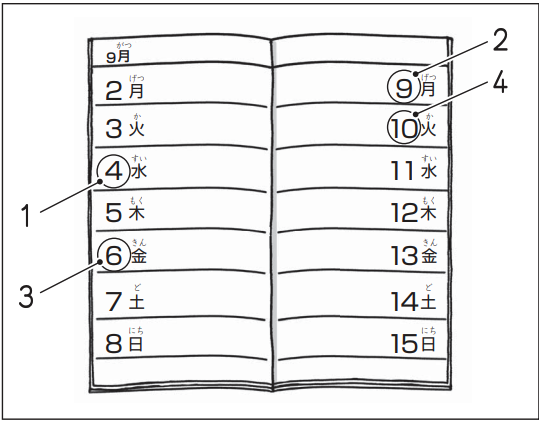 がつ
9月
げつ
2月
か
3火
すい
4水
もく
5木
きん
6金
ど
7土
にち
8日
げつ
9月
か
10火
すい
11水
もく
12木
きん
13金
ど
14土
にち
15日
1
3
2
4